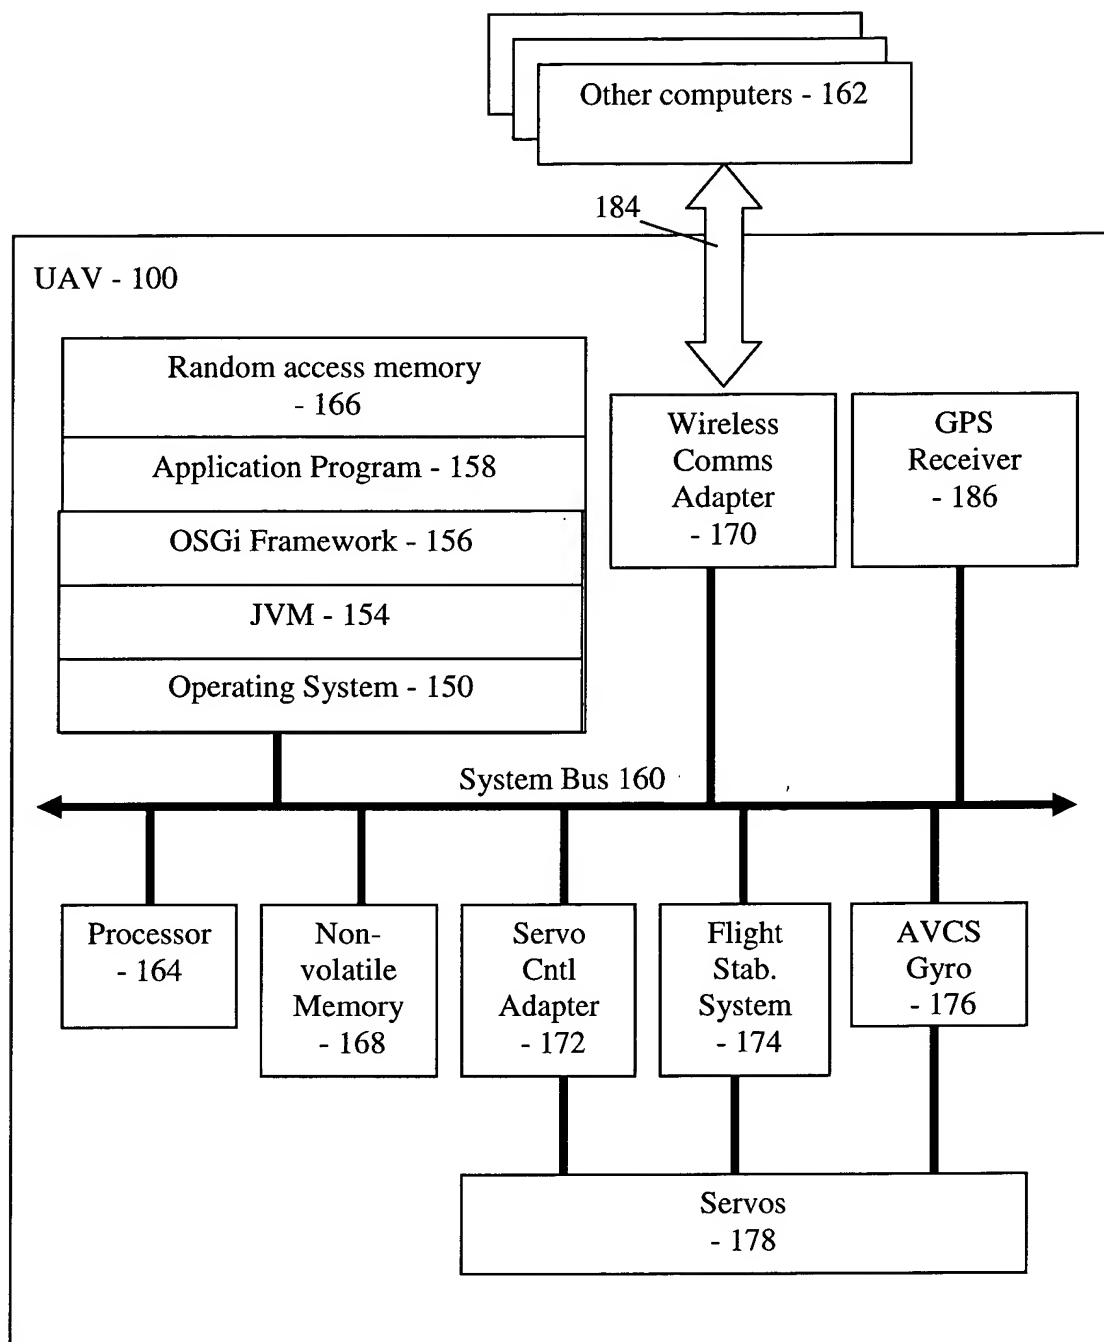 Other computers - 162
184
UAV - 100
Random access memory
- 166
Application Program - 158
OSGi Framework - 156
JVM - 154
Operating System - 150
Wireless
Comms
Adapter
- 170
GPS
Receiver
- 186
System Bus 160
Processor
- 164
Non-
volatile
Memory
- 168
Servo
Cntl
Adapter
- 172
Flight
Stab.
System
- 174
AVCS
Gyro
- 176
Servos
- 178